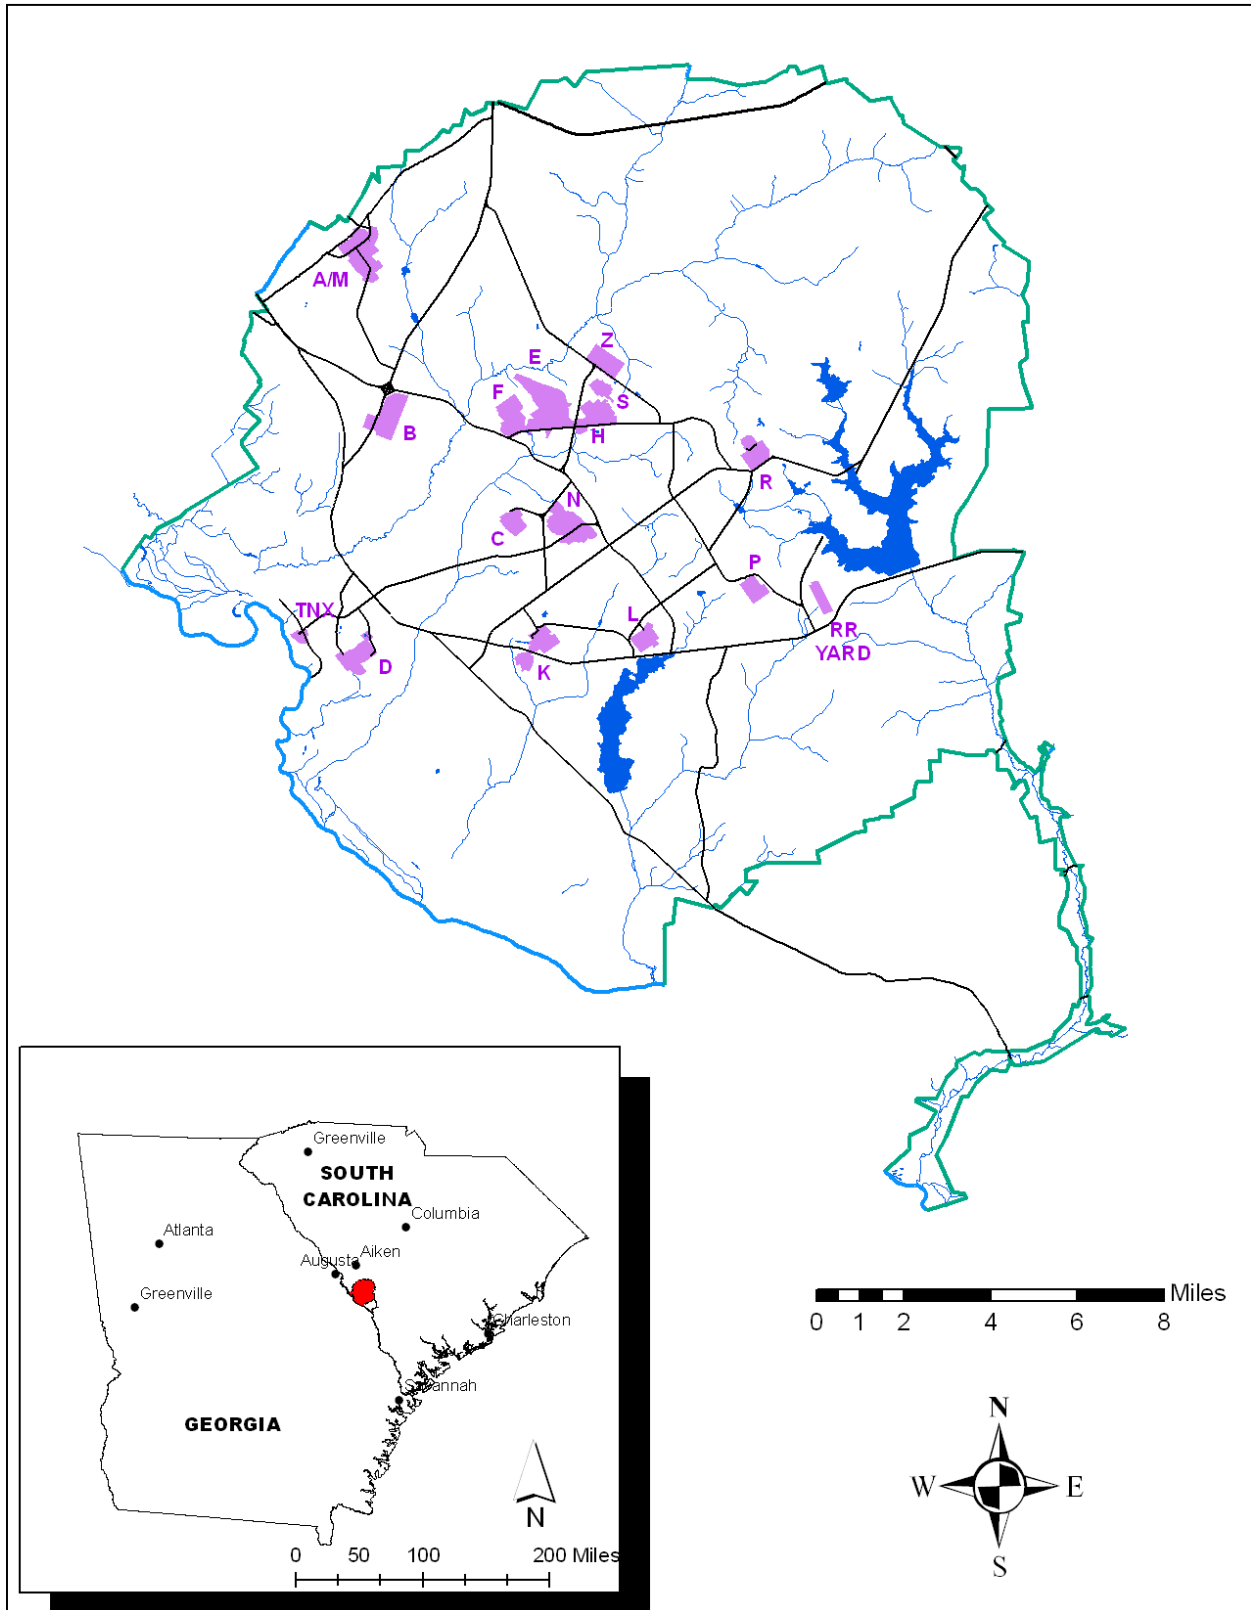 A/M
Z
E
F
S
B
H
R
N
C
P
TNX
L
RR
YARD
D
K
Greenville
SOUTH
CAROLINA
Columbia
Atlanta
Aiken
Augusta
Greenville
Charleston
Savannah
GEORGIA
N
0 50 100 200 Miles
Miles
0 1 2 4 6 8
N
W E
S